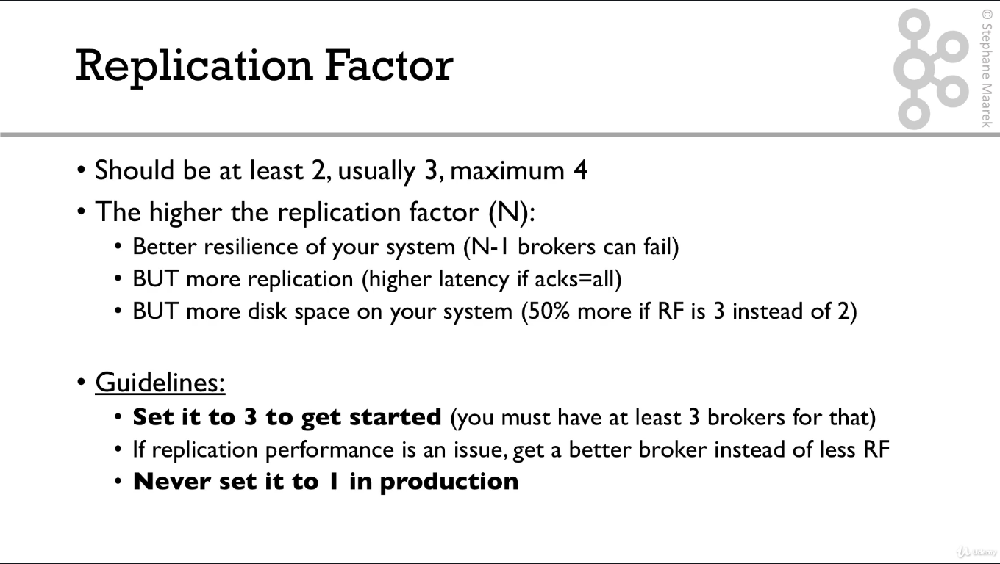 Replication Factor
© Stephane Maarek
• Should be at least 2, usually 3, maximum 4
• The higher the replication factor (N):
• Better resilience of your system (N-1 brokers can fail)
• BUT more replication (higher latency if acks=all)
• BUT more disk space on your system (50% more if RF is 3 instead of 2)
• Guidelines:
• Set it to 3 to get started (you must have at least 3 brokers for that)
• If replication performance is an issue, get a better broker instead of less RF
• Never set it to 1 in production
Udemy